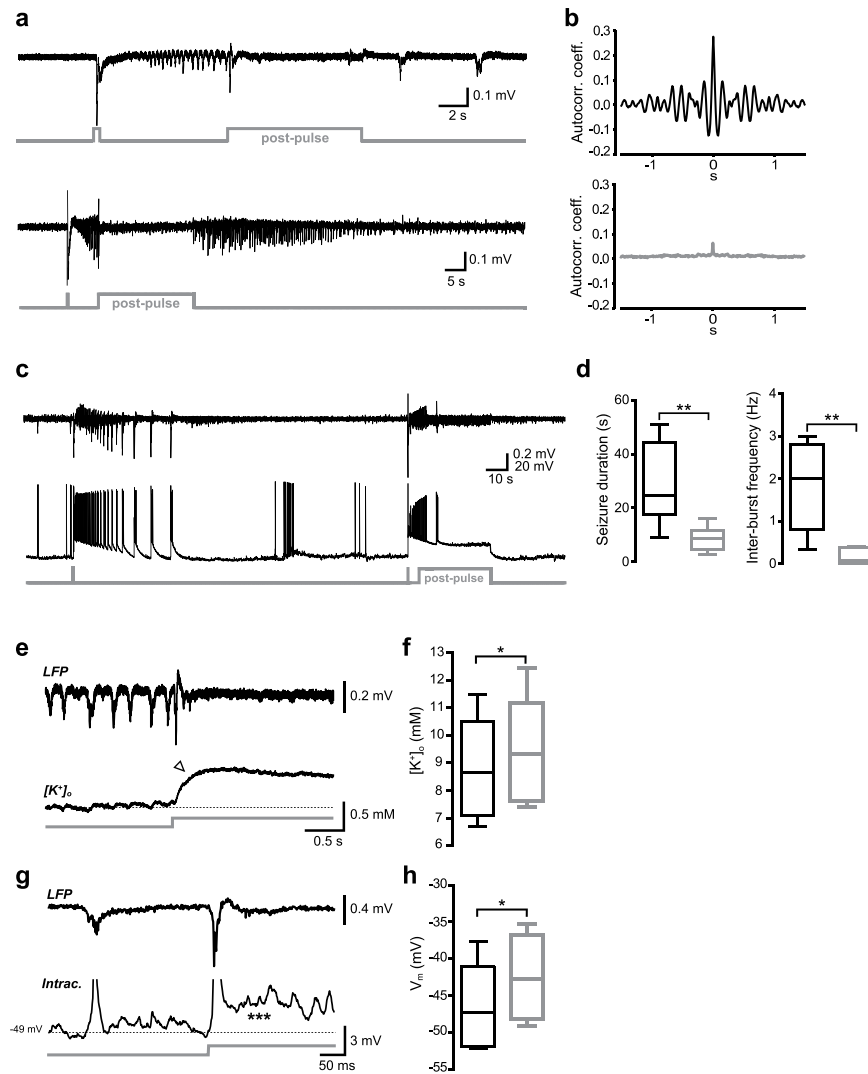 a
0.1 mV
2 s
post-pulse
0.1 mV
5 s
post-pulse
b
Autocorr. coeff.
0.3
0.2
0.1
0.0
-0.1
-0.2
-1 0 1
s
Autocorr. coeff.
0.3
0.2
0.1
0.0
-0.1
-0.2
-1 0 1
s
c
0.2 mV
20 mV
10 s
post-pulse
d
Seizure duration (s)
60
40
20
0
**
Inter-burst frequency (Hz)
4
3
2
1
0
**
e
LFP
0.2 mV
[K⁺]ₒ
0.5 mM
0.5 s
f
[K⁺]ₒ (mM)
13
12
11
10
9
8
7
6
*
g
LFP
0.4 mV
Intrac.
-49 mV
***
3 mV
50 ms
h
Vₘ (mV)
-30
-35
-40
-45
-50
-55
*